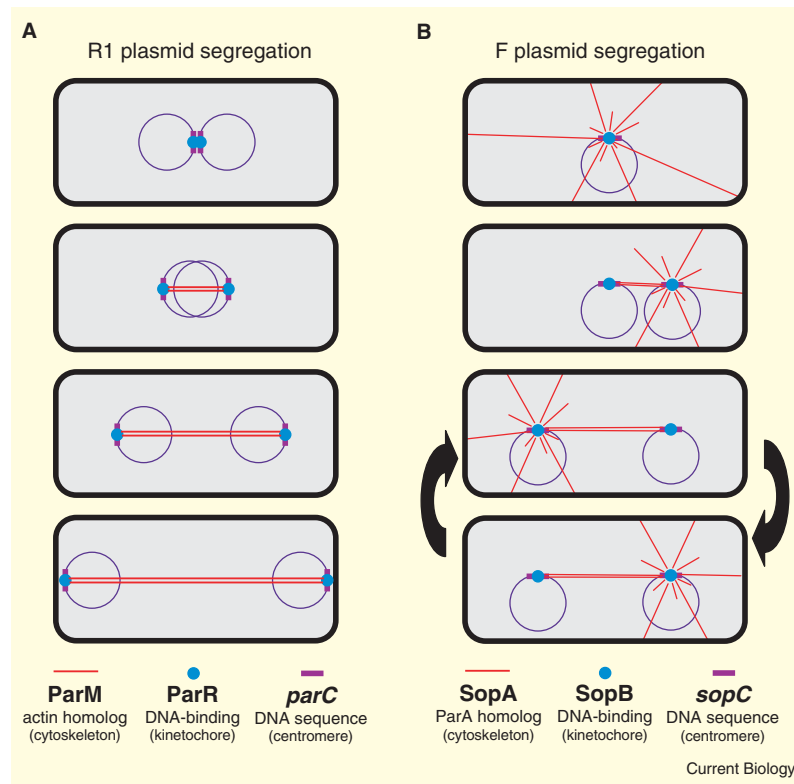 A
R1 plasmid segregation
B
F plasmid segregation
ParM
actin homolog
(cytoskeleton)
ParR
DNA-binding
(kinetochore)
parC
DNA sequence
(centromere)
SopA
ParA homolog
(cytoskeleton)
SopB
DNA-binding
(kinetochore)
sopC
DNA sequence
(centromere)
Current Biology